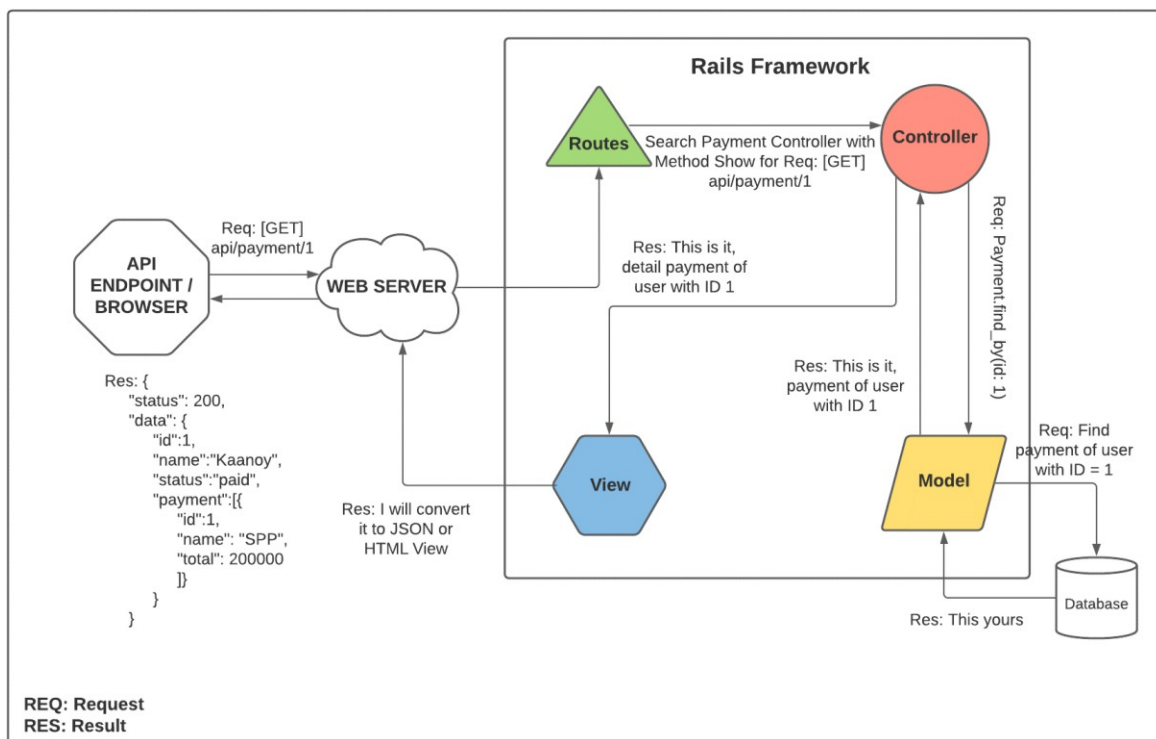 Rails Framework
Routes
Search Payment Controller with
Method Show for Req: [GET]
api/payment/1
Controller
Req: [GET]
api/payment/1
API
ENDPOINT /
BROWSER
WEB SERVER
Res: This is it,
detail payment of
user with ID 1
Req: Payment.find_by(id: 1)
Res: This is it,
payment of user
with ID 1
Res: {
"status": 200,
"data": {
"id":1,
"name":"Kaanoy",
"status":"paid",
"payment":[{
"id":1,
"name": "SPP",
"total": 200000
]}
}
}
View
Res: I will convert
it to JSON or
HTML View
Model
Req: Find
payment of user
with ID = 1
Database
Res: This yours
REQ: Request
RES: Result